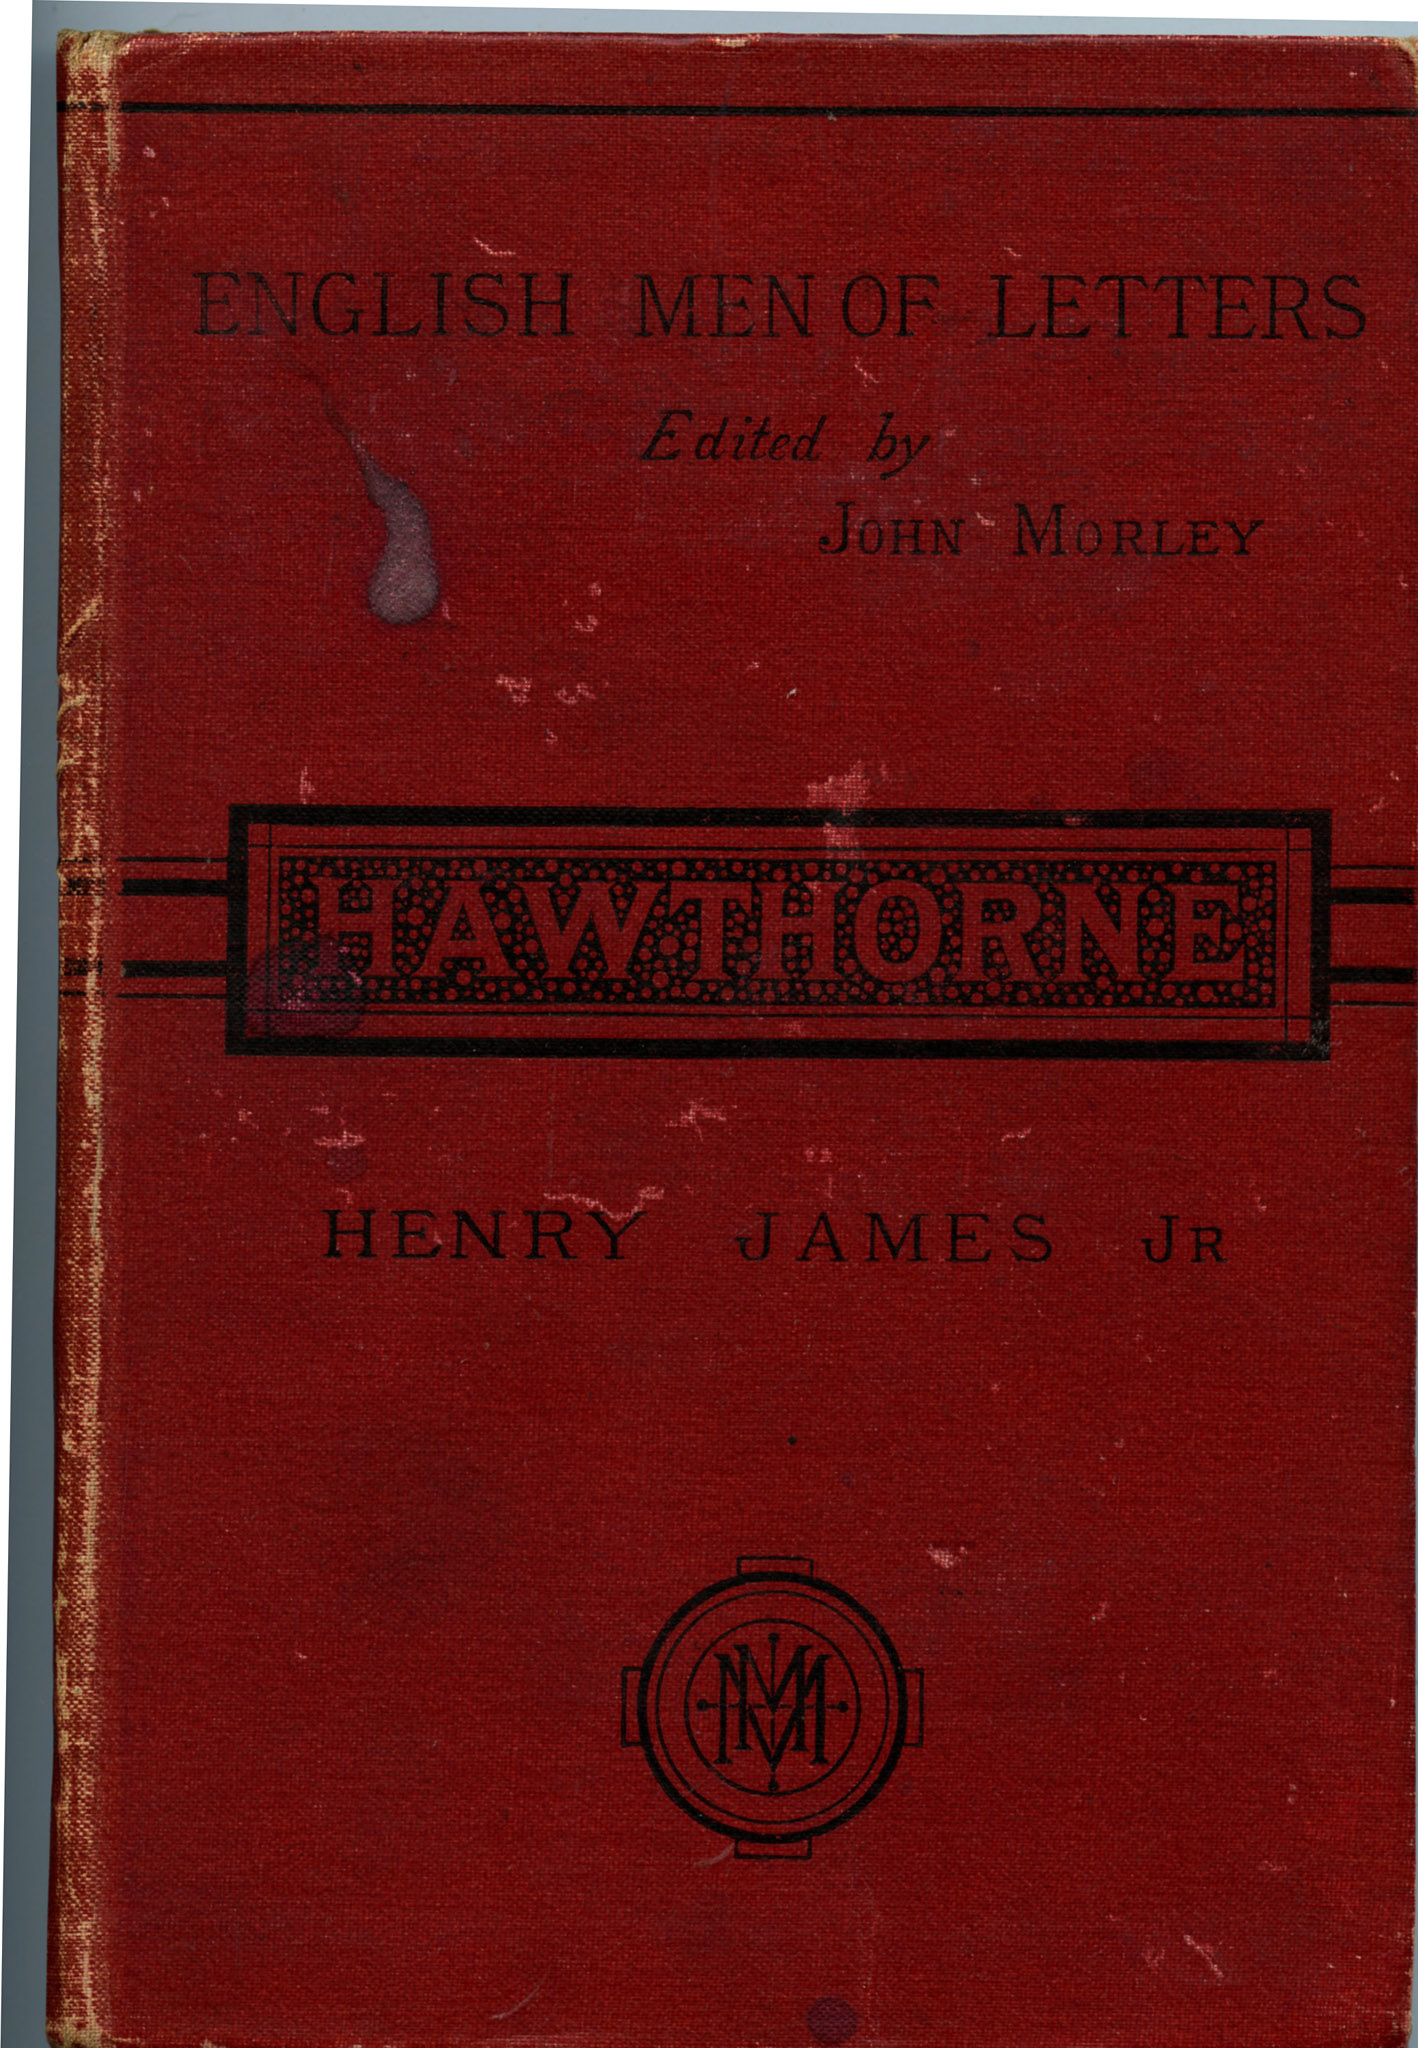 ENGLISH MEN OF LETTERS
Edited by
JOHN MORLEY
HAWTHORNE
HENRY JAMES JR